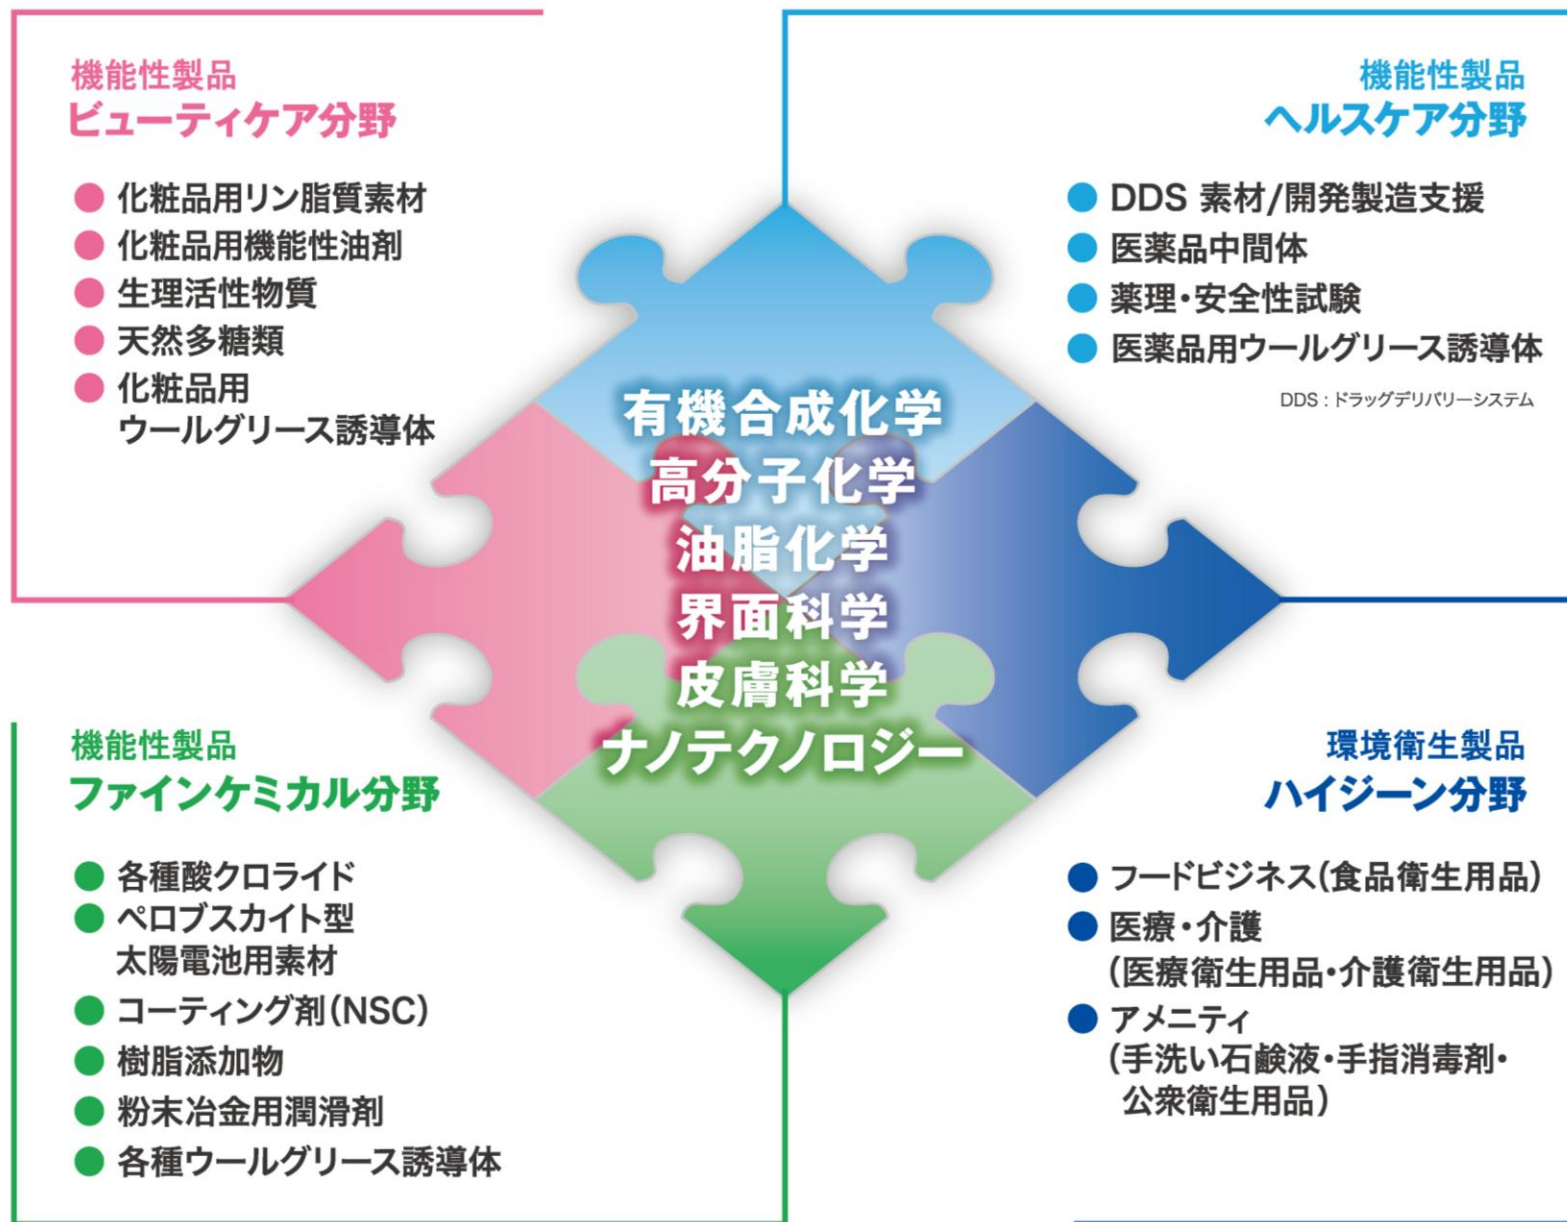 機能性製品
ビューティケア分野
● 化粧品用リン脂質素材
● 化粧品用機能性油剤
● 生理活性物質
● 天然多糖類
● 化粧品用
ウールグリース誘導体
機能性製品
ヘルスケア分野
● DDS 素材/開発製造支援
● 医薬品中間体
● 薬理・安全性試験
● 医薬品用ウールグリース誘導体
DDS : ドラッグデリバリーシステム
有機合成化学
高分子化学
油脂化学
界面科学
皮膚科学
ナノテクノロジー
機能性製品
ファインケミカル分野
● 各種酸クロライド
● ペロブスカイト型
太陽電池用素材
● コーティング剤(NSC)
● 樹脂添加物
● 粉末冶金用潤滑剤
● 各種ウールグリース誘導体
環境衛生製品
ハイジーン分野
● フードビジネス(食品衛生用品)
● 医療・介護
(医療衛生用品・介護衛生用品)
● アメニティ
(手洗い石鹸液・手指消毒剤・
公衆衛生用品)